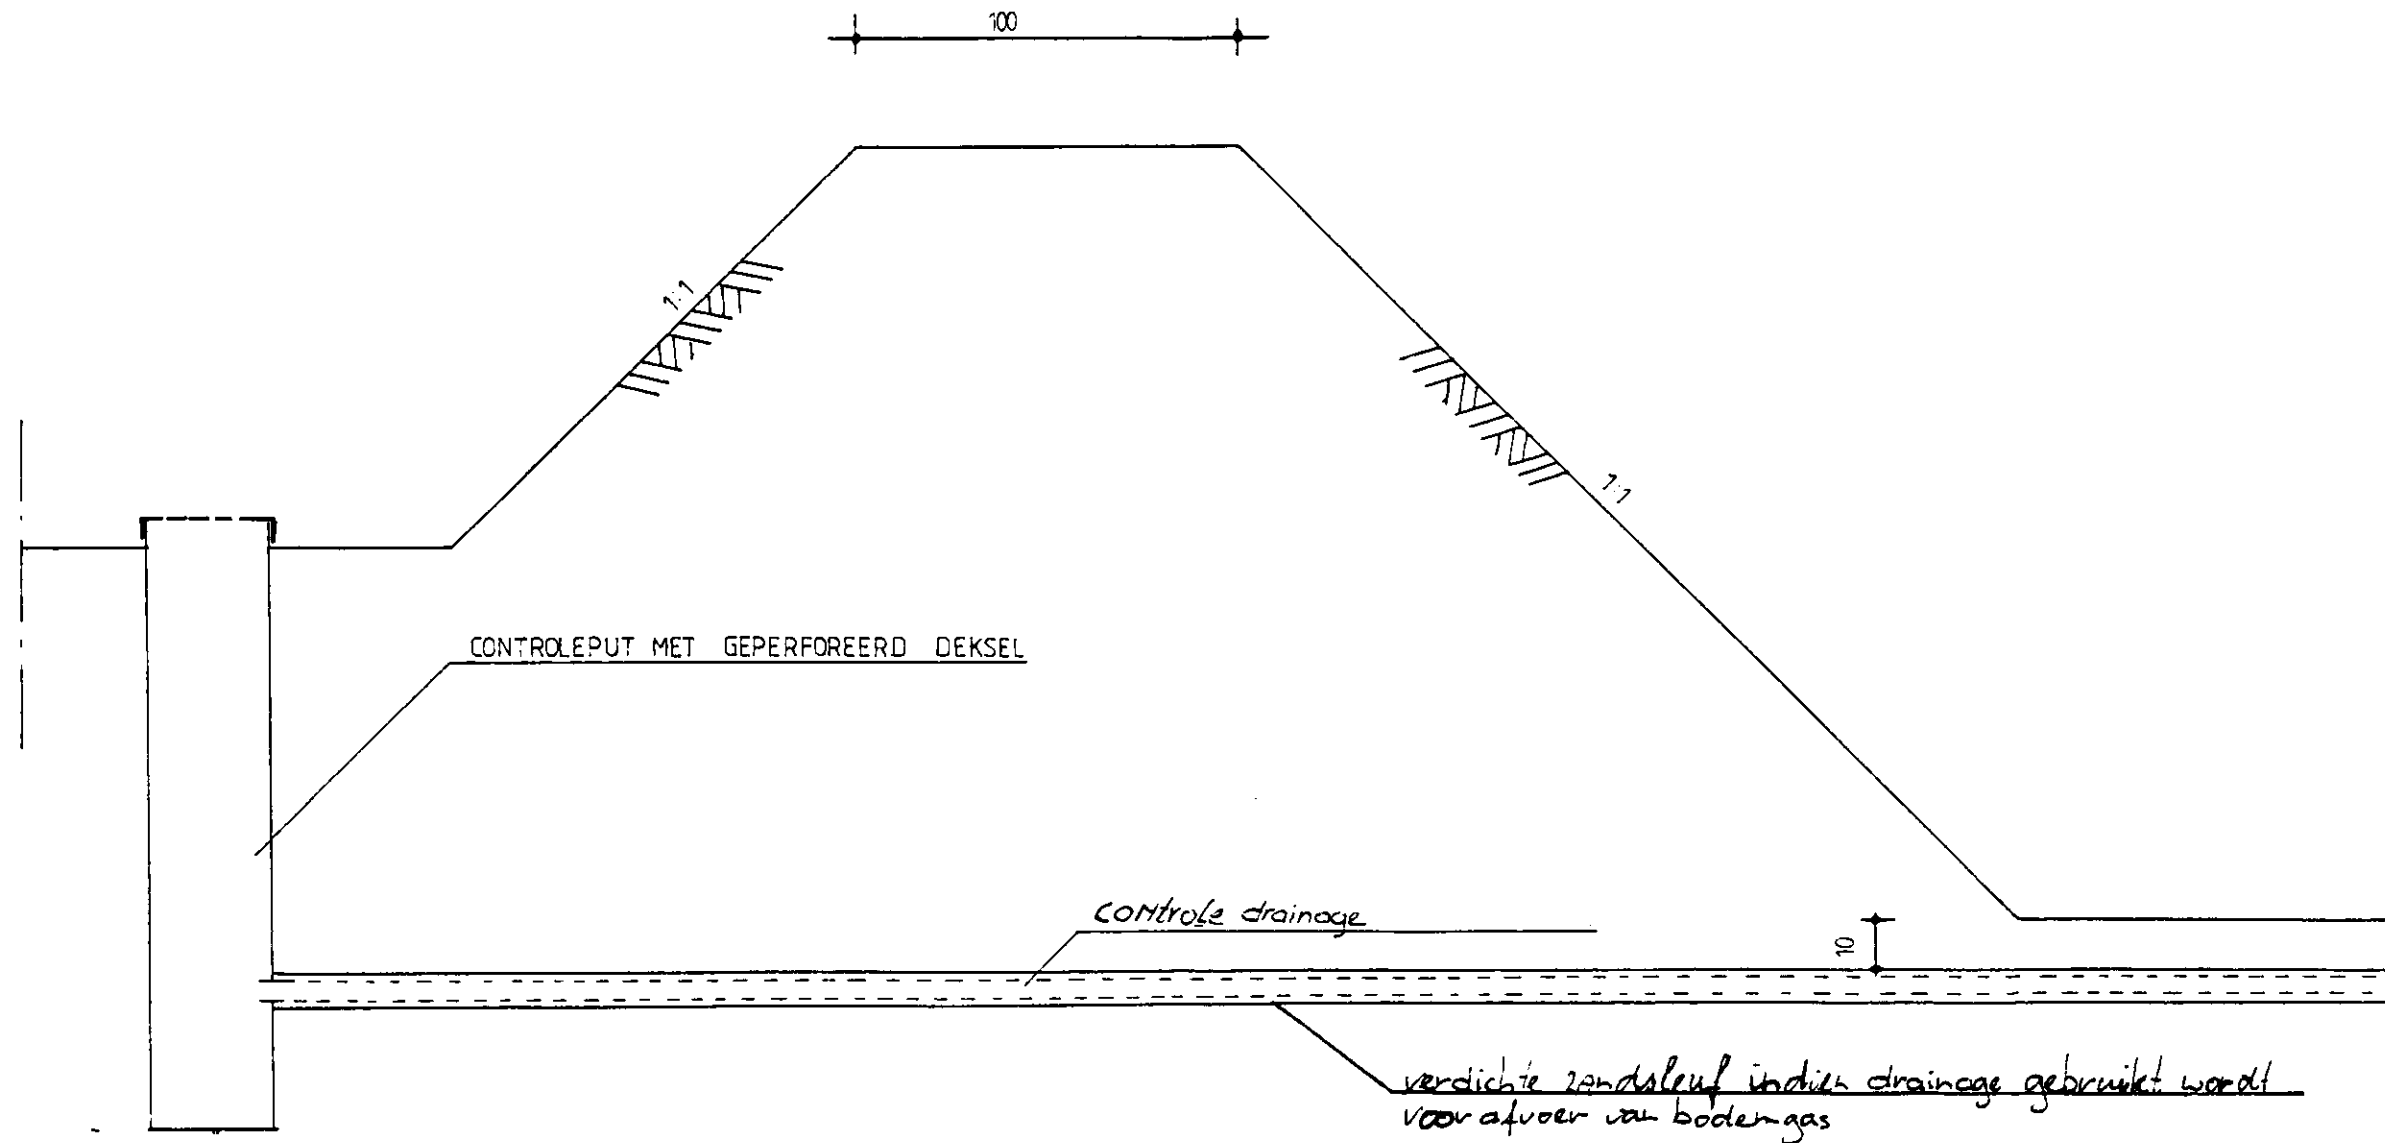 100
1:1
1:1
CONTROLEPUT MET GEPERFOREERD DEKSEL
controle drainage
10
verdichte zandsleuf indien drainage gebruikt wordt
voor afvoer van bodemgas